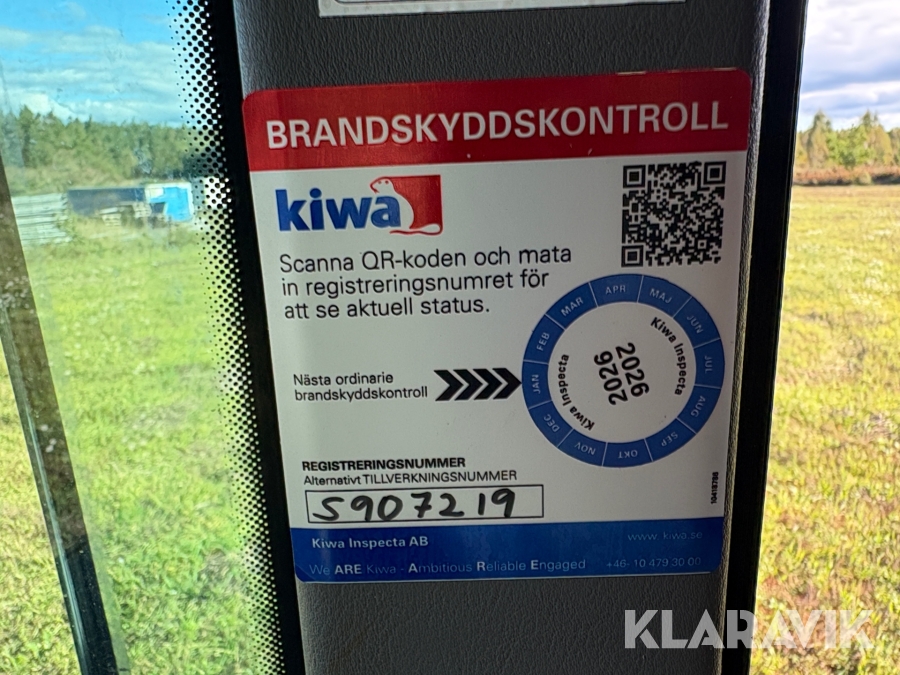 BRANDSKYDDSKONTROLL
kiwa
Scanna QR-koden och mata
in registreringsnumret för
att se aktuell status.
Nästa ordinarie
brandskyddskontroll
JAN FEB MAR APR MAJ JUN JUL AUG SEP OKT NOV DEC
Kiwa Inspecta
2026
2026
Kiwa Inspecta
REGISTRERINGSNUMMER
Alternativt TILLVERKNINGSNUMMER
5907219
10418788
Kiwa Inspecta AB
www.kiwa.se
We ARE Kiwa - Ambitious Reliable Engaged
+46- 10 479 30 00
KLARAVIK